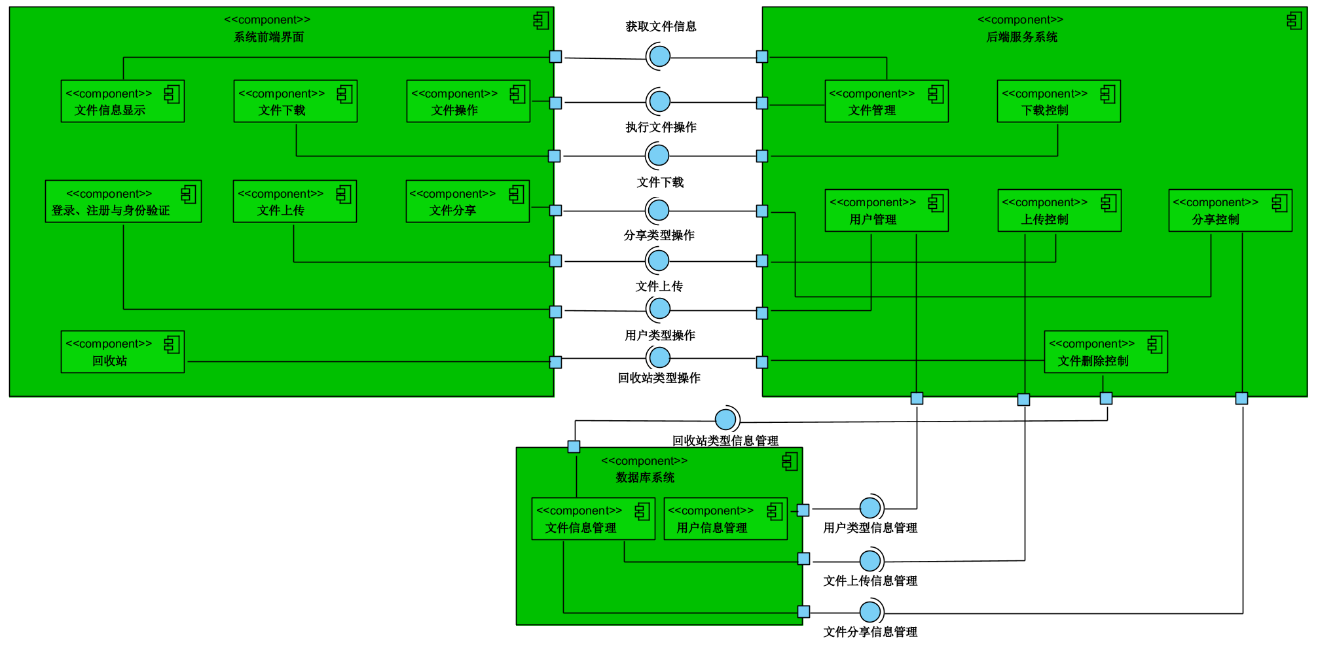 <<component>>
系统前端界面
<<component>>
文件信息显示
<<component>>
文件下载
<<component>>
文件操作
<<component>>
登录、注册与身份验证
<<component>>
文件上传
<<component>>
文件分享
<<component>>
回收站
获取文件信息
执行文件操作
文件下载
分享类型操作
文件上传
用户类型操作
回收站类型操作
<<component>>
后端服务系统
<<component>>
文件管理
<<component>>
下载控制
<<component>>
用户管理
<<component>>
上传控制
<<component>>
分享控制
<<component>>
文件删除控制
回收站类型信息管理
<<component>>
数据库系统
<<component>>
文件信息管理
<<component>>
用户信息管理
用户类型信息管理
文件上传信息管理
文件分享信息管理